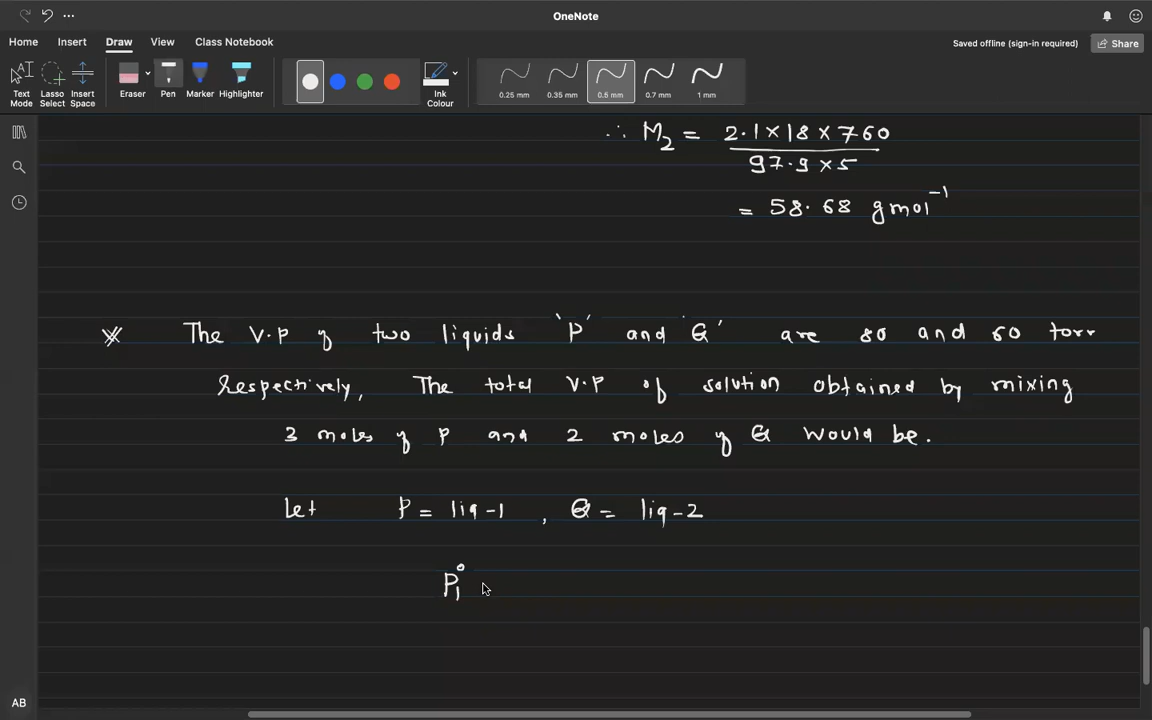 OneNote
Home Insert Draw View Class Notebook
Saved offline (sign-in required) Share
Text Mode Lasso Select Insert Space Eraser Pen Marker Highlighter Ink Colour 0.25 mm 0.35 mm 0.5 mm 0.7 mm 1 mm
∴ M₂ = 2.1 × 18 × 760 / 97.9 × 5
= 58.68 g mol⁻¹
The V.P of two liquids 'P' and 'Q' are 80 and 60 torr
respectively, The total V.P of solution obtained by mixing
3 moles of P and 2 moles of Q would be.
Let P = liq-1, Q = liq-2
P₁°
AB